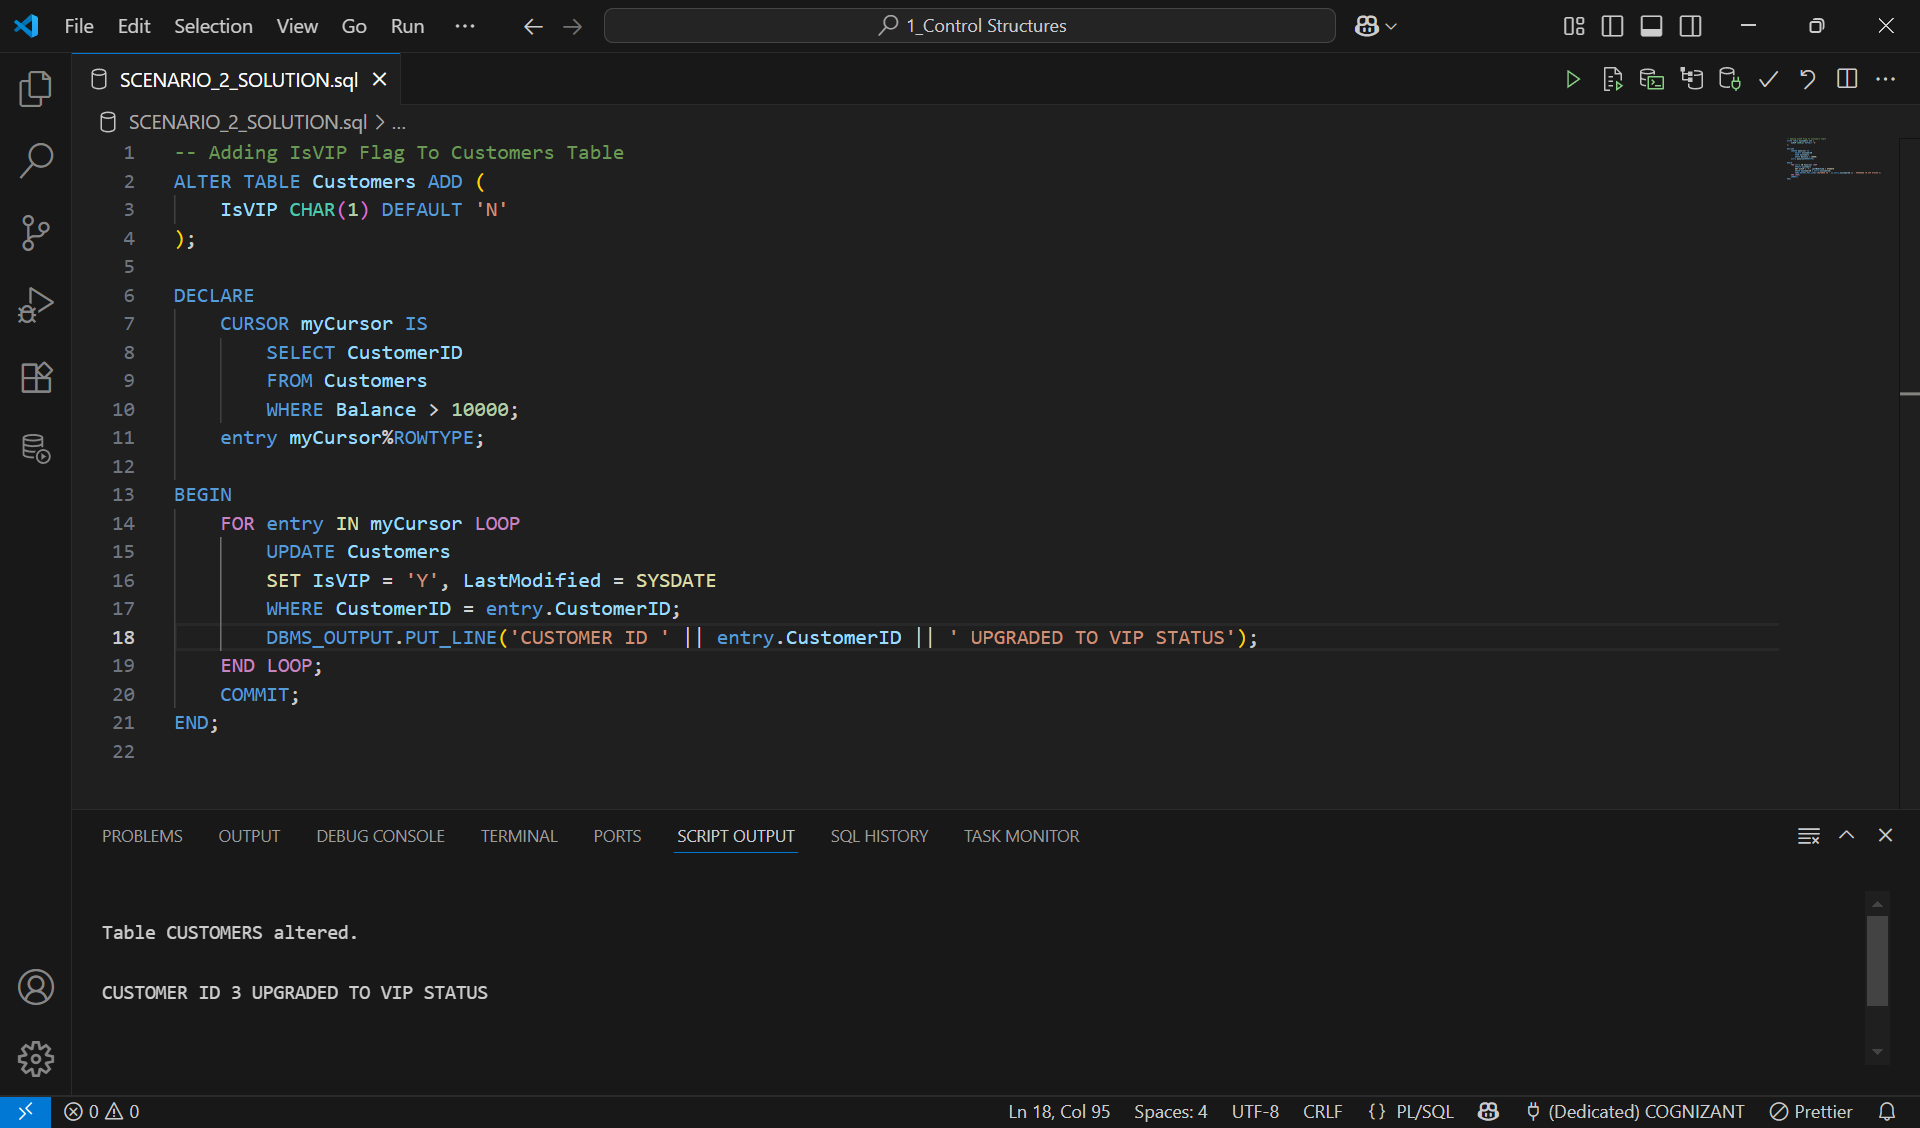 File Edit Selection View Go Run ··· 1_Control Structures
SCENARIO_2_SOLUTION.sql
SCENARIO_2_SOLUTION.sql > ...
1 -- Adding IsVIP Flag To Customers Table
2 ALTER TABLE Customers ADD (
3     IsVIP CHAR(1) DEFAULT 'N'
4 );
5
6 DECLARE
7     CURSOR myCursor IS
8         SELECT CustomerID
9         FROM Customers
10         WHERE Balance > 10000;
11     entry myCursor%ROWTYPE;
12
13 BEGIN
14     FOR entry IN myCursor LOOP
15         UPDATE Customers
16         SET IsVIP = 'Y', LastModified = SYSDATE
17         WHERE CustomerID = entry.CustomerID;
18         DBMS_OUTPUT.PUT_LINE('CUSTOMER ID ' || entry.CustomerID || ' UPGRADED TO VIP STATUS');
19     END LOOP;
20     COMMIT;
21 END;
22
PROBLEMS OUTPUT DEBUG CONSOLE TERMINAL PORTS SCRIPT OUTPUT SQL HISTORY TASK MONITOR
Table CUSTOMERS altered.
CUSTOMER ID 3 UPGRADED TO VIP STATUS
0 0 Ln 18, Col 95 Spaces: 4 UTF-8 CRLF {} PL/SQL (Dedicated) COGNIZANT Prettier